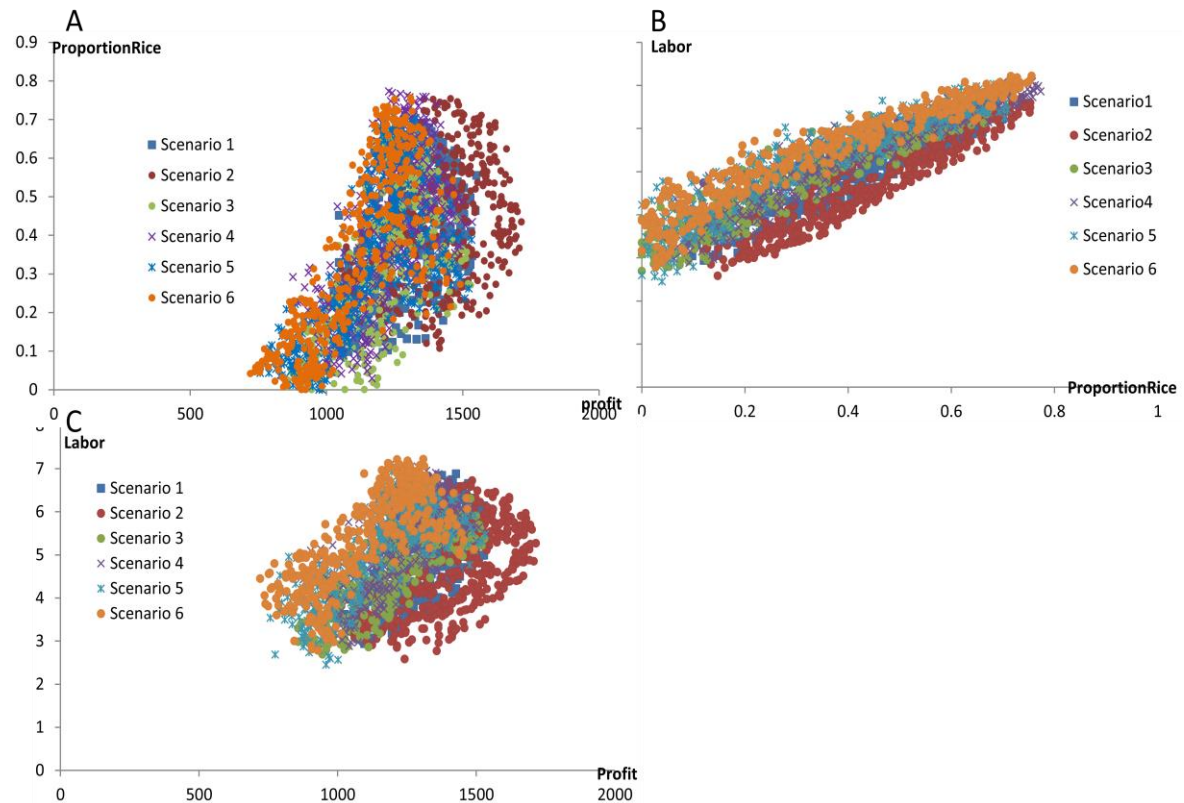 A
ProportionRice
0.9
0.8
0.7
0.6
0.5
0.4
0.3
0.2
0.1
0
Scenario 1
Scenario 2
Scenario 3
Scenario 4
Scenario 5
Scenario 6
profit
0 500 1000 1500 2000
B
Labor
Scenario1
Scenario2
Scenario3
Scenario4
Scenario 5
Scenario 6
ProportionRice
0 0.2 0.4 0.6 0.8 1
C
Labor
7
6
5
4
3
2
1
0
Scenario 1
Scenario 2
Scenario 3
Scenario 4
Scenario 5
Scenario 6
Profit
0 500 1000 1500 2000